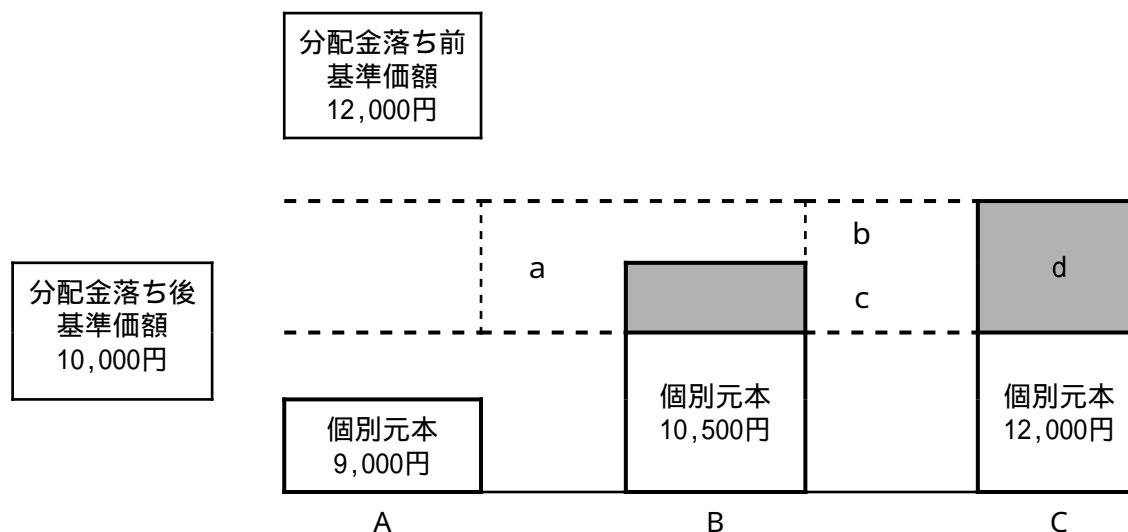 分配金落ち前
基準価額
12,000円
b
a
d
分配金落ち後
基準価額
10,000円
c
個別元本
9,000円
個別元本
10,500円
個別元本
12,000円
A
B
C